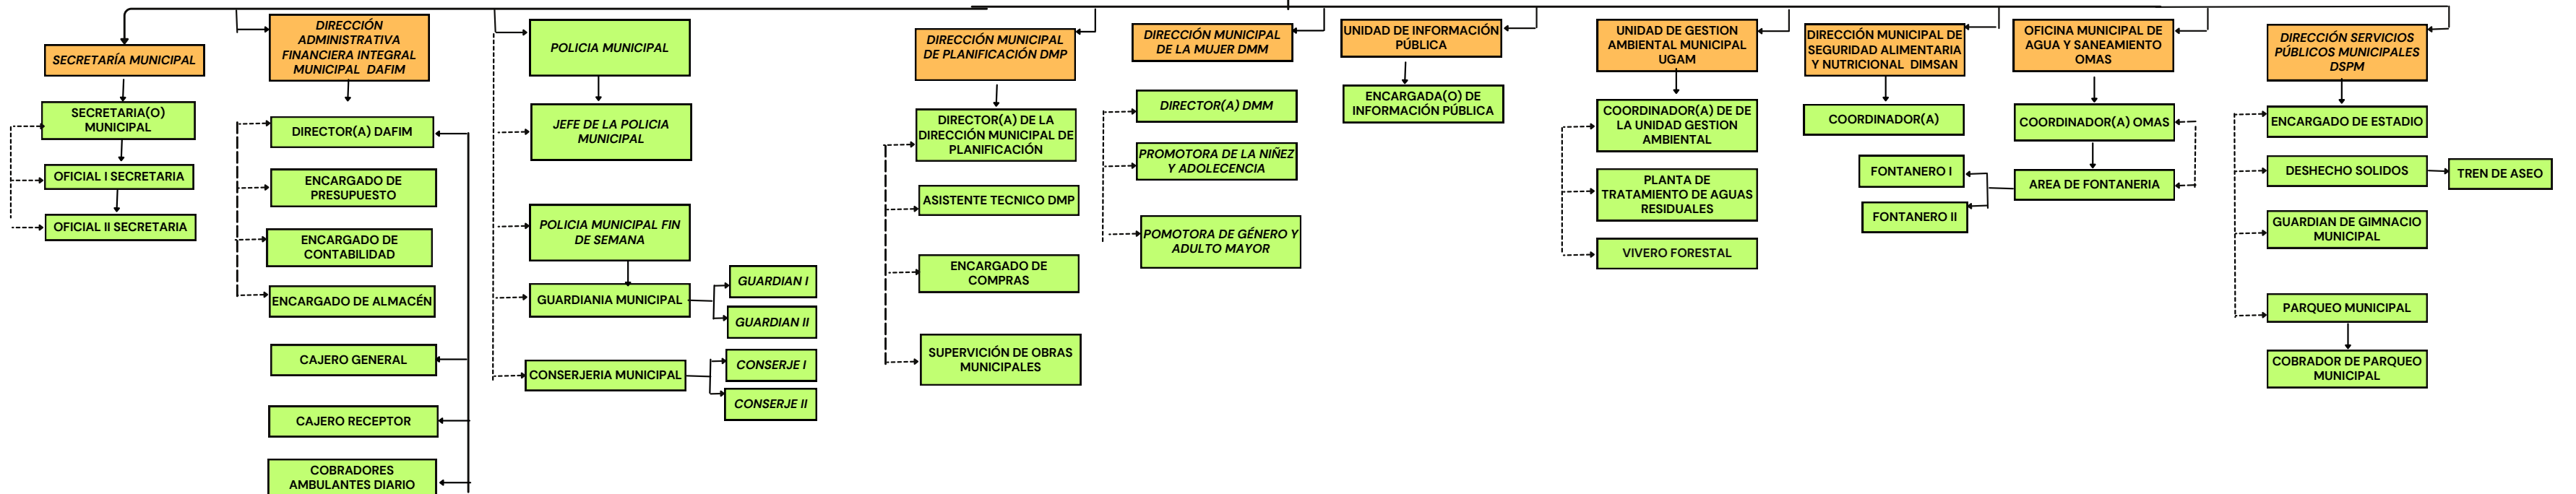 SECRETARÍA MUNICIPAL
SECRETARIA(O)
MUNICIPAL
OFICIAL I SECRETARIA
OFICIAL II SECRETARIA
DIRECCIÓN
ADMINISTRATIVA
FINANCIERA INTEGRAL
MUNICIPAL DAFIM
DIRECTOR(A) DAFIM
ENCARGADO DE
PRESUPUESTO
ENCARGADO DE
CONTABILIDAD
ENCARGADO DE ALMACÉN
CAJERO GENERAL
CAJERO RECEPTOR
COBRADORES
AMBULANTES DIARIO
POLICIA MUNICIPAL
JEFE DE LA POLICIA
MUNICIPAL
POLICIA MUNICIPAL FIN
DE SEMANA
GUARDIANIA MUNICIPAL
GUARDIAN I
GUARDIAN II
CONSERJERIA MUNICIPAL
CONSERJE I
CONSERJE II
DIRECCIÓN MUNICIPAL
DE PLANIFICACIÓN DMP
DIRECTOR(A) DE LA
DIRECCIÓN MUNICIPAL DE
PLANIFICACIÓN
ASISTENTE TECNICO DMP
ENCARGADO DE
COMPRAS
SUPERVICIÓN DE OBRAS
MUNICIPALES
DIRECCIÓN MUNICIPAL
DE LA MUJER DMM
DIRECTOR(A) DMM
PROMOTORA DE LA NIÑEZ
Y ADOLECENCIA
POMOTORA DE GÉNERO Y
ADULTO MAYOR
UNIDAD DE INFORMACIÓN
PÚBLICA
ENCARGADA(O) DE
INFORMACIÓN PÚBLICA
UNIDAD DE GESTION
AMBIENTAL MUNICIPAL
UGAM
COORDINADOR(A) DE DE
LA UNIDAD GESTION
AMBIENTAL
PLANTA DE
TRATAMIENTO DE AGUAS
RESIDUALES
VIVERO FORESTAL
DIRECCIÓN MUNICIPAL DE
SEGURIDAD ALIMENTARIA
Y NUTRICIONAL DIMSAN
COORDINADOR(A)
OFICINA MUNICIPAL DE
AGUA Y SANEAMIENTO
OMAS
COORDINADOR(A) OMAS
AREA DE FONTANERIA
FONTANERO I
FONTANERO II
DIRECCIÓN SERVICIOS
PÚBLICOS MUNICIPALES
DSPM
ENCARGADO DE ESTADIO
DESHECHO SOLIDOS
TREN DE ASEO
GUARDIAN DE GIMNACIO
MUNICIPAL
PARQUEO MUNICIPAL
COBRADOR DE PARQUEO
MUNICIPAL